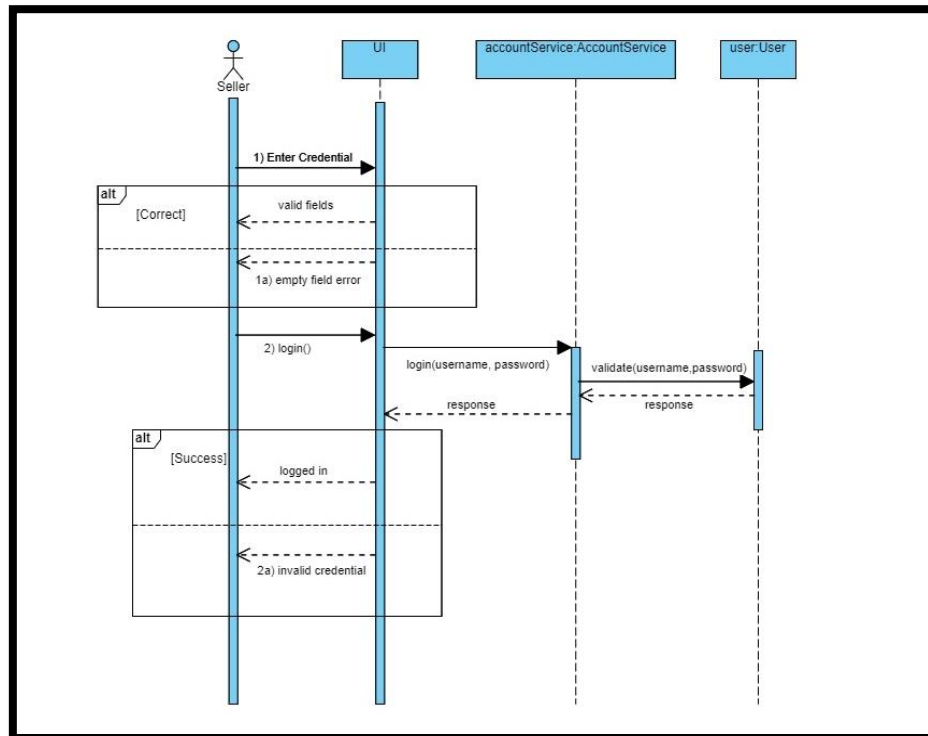 UI
accountService:AccountService
user:User
Seller
1) Enter Credential
alt
valid fields
[Correct]
1a) empty field error
2) login()
login(username, password)
validate(username,password)
response
response
alt
[Success]
logged in
2a) invalid credential